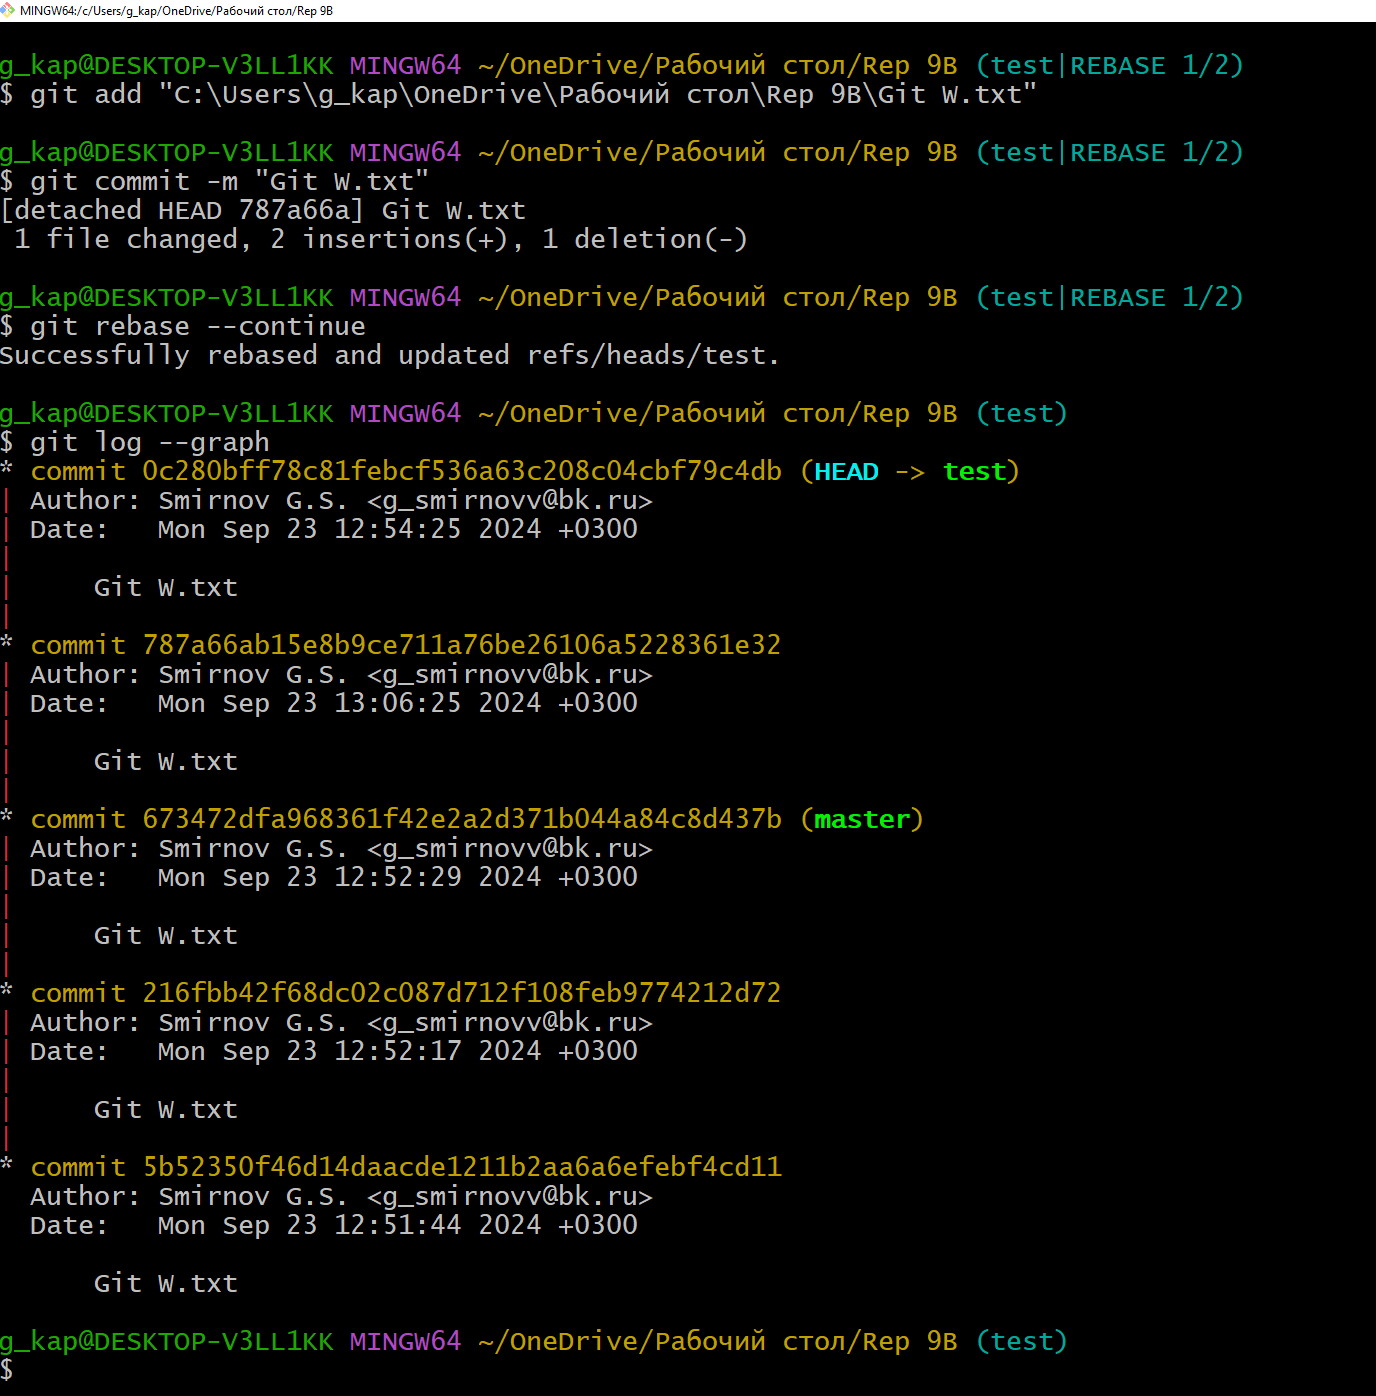 MINGW64:/c/Users/g_kap/OneDrive/Рабочий стол/Rep 9B
g_kap@DESKTOP-V3LL1KK MINGW64 ~/OneDrive/Рабочий стол/Rep 9B (test|REBASE 1/2)
$ git add "C:\Users\g_kap\OneDrive\Рабочий стол\Rep 9B\Git W.txt"
g_kap@DESKTOP-V3LL1KK MINGW64 ~/OneDrive/Рабочий стол/Rep 9B (test|REBASE 1/2)
$ git commit -m "Git W.txt"
[detached HEAD 787a66a] Git W.txt
 1 file changed, 2 insertions(+), 1 deletion(-)
g_kap@DESKTOP-V3LL1KK MINGW64 ~/OneDrive/Рабочий стол/Rep 9B (test|REBASE 1/2)
$ git rebase --continue
Successfully rebased and updated refs/heads/test.
g_kap@DESKTOP-V3LL1KK MINGW64 ~/OneDrive/Рабочий стол/Rep 9B (test)
$ git log --graph
* commit 0c280bff78c81febcf536a63c208c04cbf79c4db (HEAD -> test)
| Author: Smirnov G.S. <g_smirnovv@bk.ru>
| Date:   Mon Sep 23 12:54:25 2024 +0300
|
|     Git W.txt
|
* commit 787a66ab15e8b9ce711a76be26106a5228361e32
| Author: Smirnov G.S. <g_smirnovv@bk.ru>
| Date:   Mon Sep 23 13:06:25 2024 +0300
|
|     Git W.txt
|
* commit 673472dfa968361f42e2a2d371b044a84c8d437b (master)
| Author: Smirnov G.S. <g_smirnovv@bk.ru>
| Date:   Mon Sep 23 12:52:29 2024 +0300
|
|     Git W.txt
|
* commit 216fbb42f68dc02c087d712f108feb9774212d72
| Author: Smirnov G.S. <g_smirnovv@bk.ru>
| Date:   Mon Sep 23 12:52:17 2024 +0300
|
|     Git W.txt
|
* commit 5b52350f46d14daacde1211b2aa6a6efebf4cd11
  Author: Smirnov G.S. <g_smirnovv@bk.ru>
  Date:   Mon Sep 23 12:51:44 2024 +0300
      Git W.txt
g_kap@DESKTOP-V3LL1KK MINGW64 ~/OneDrive/Рабочий стол/Rep 9B (test)
$